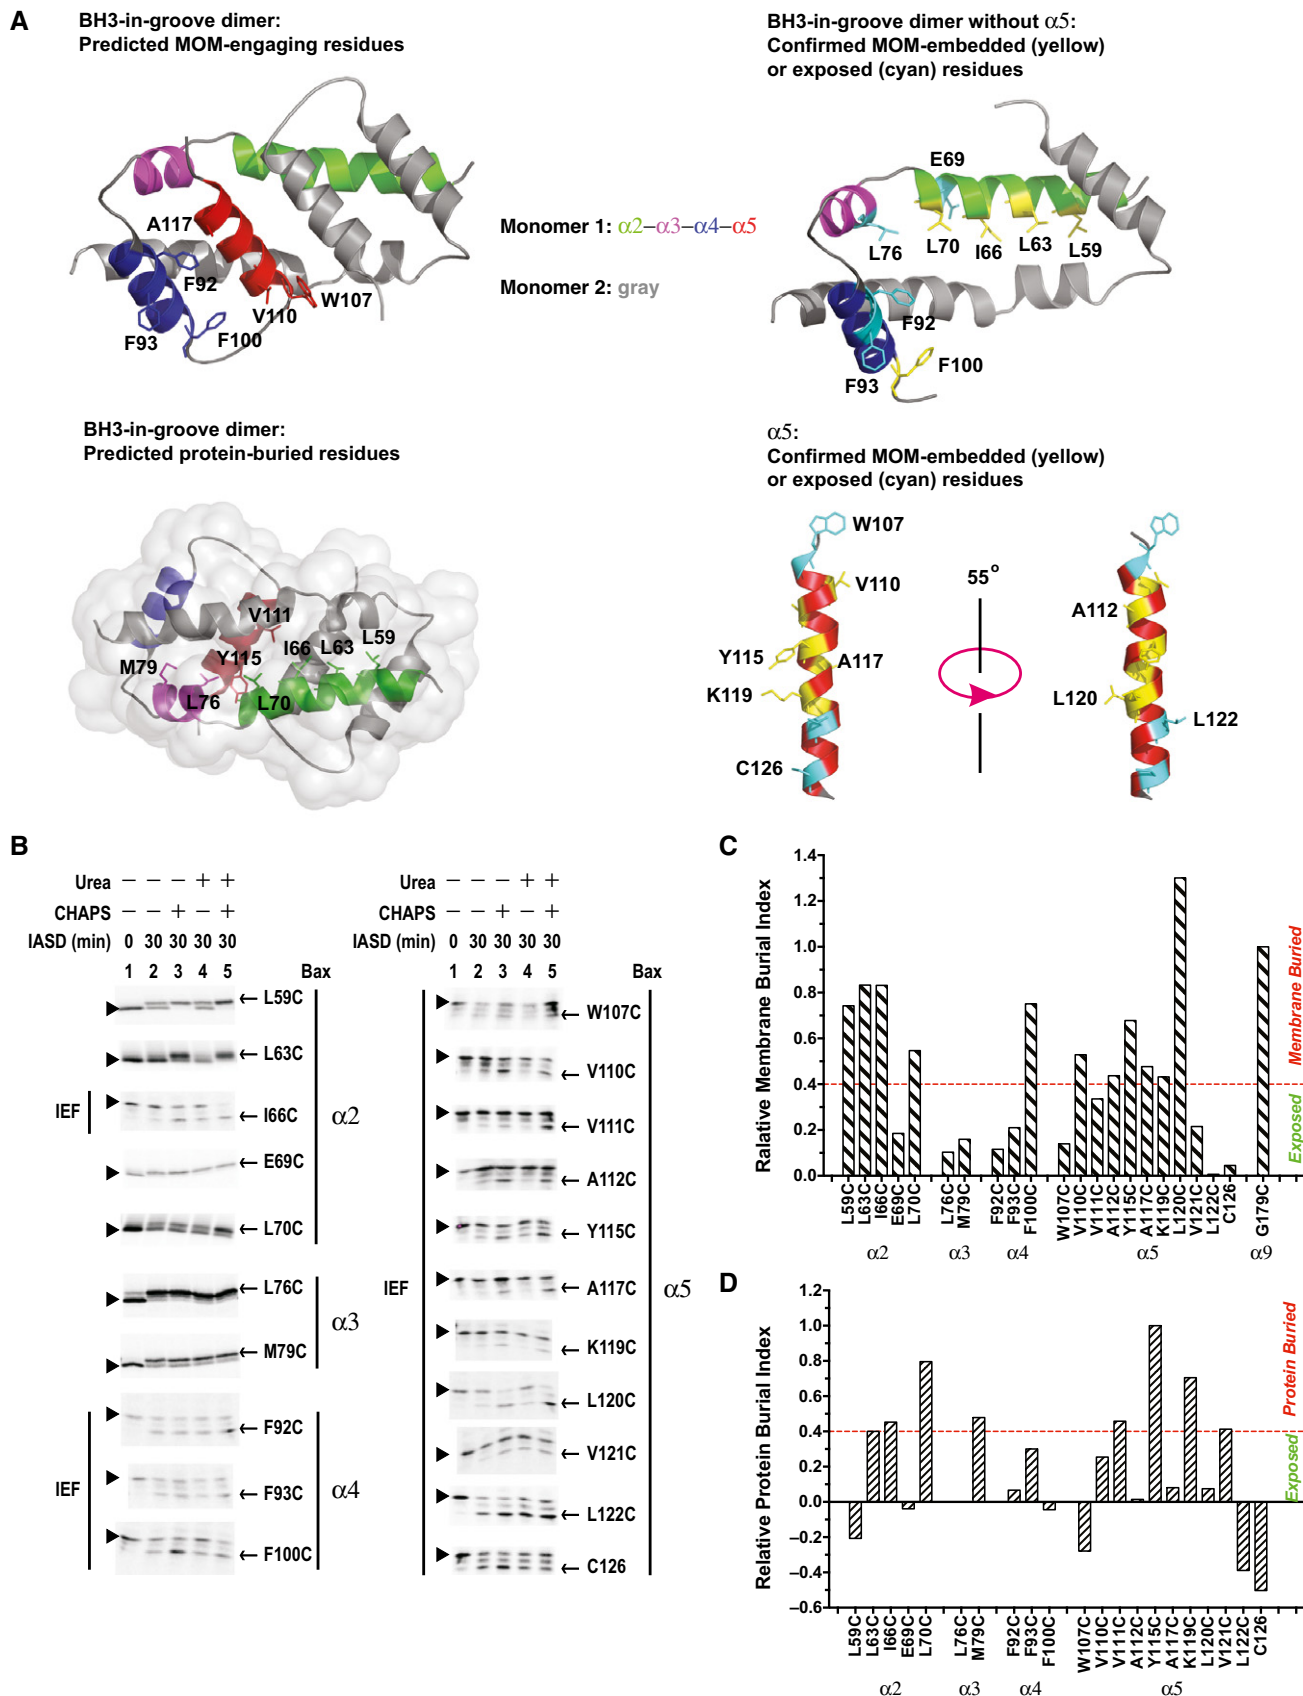 A
BH3-in-groove dimer:
Predicted MOM-engaging residues
A117
F92
W107
V110
F93
F100
Monomer 1: α2–α3–α4–α5
Monomer 2: gray
BH3-in-groove dimer without α5:
Confirmed MOM-embedded (yellow)
or exposed (cyan) residues
E69
L76
L70
I66
L63
L59
F92
F93
F100
BH3-in-groove dimer:
Predicted protein-buried residues
V111
M79
Y115
I66
L63
L59
L76
L70
α5:
Confirmed MOM-embedded (yellow)
or exposed (cyan) residues
W107
V110
Y115
A117
K119
C126
55°
A112
L120
L122
B
Urea – – – + +
CHAPS – – + – +
IASD (min) 0 30 30 30 30
1 2 3 4 5 Bax
L59C
L63C
IEF
I66C
α2
E69C
L70C
L76C
α3
M79C
F92C
IEF
F93C
α4
F100C
Urea – – – + +
CHAPS – – + – +
IASD (min) 0 30 30 30 30
1 2 3 4 5 Bax
W107C
V110C
V111C
A112C
Y115C
IEF
A117C
α5
K119C
L120C
V121C
L122C
C126
C
Ralative Membrane Burial Index
1.4
1.2
1.0
0.8
0.6
0.4
0.2
0.0
Membrane Buried
Exposed
L59C L63C I66C E69C L70C L76C M79C F92C F93C F100C W107C V110C V111C A112C Y115C A117C K119C L120C V121C L122C C126 G179C
α2 α3 α4 α5 α9
D
Relative Protein Burial Index
1.2
1.0
0.8
0.6
0.4
0.2
0.0
–0.2
–0.4
–0.6
Protein Buried
Exposed
L59C L63C I66C E69C L70C L76C M79C F92C F93C F100C W107C V110C V111C A112C Y115C A117C K119C L120C V121C L122C C126
α2 α3 α4 α5